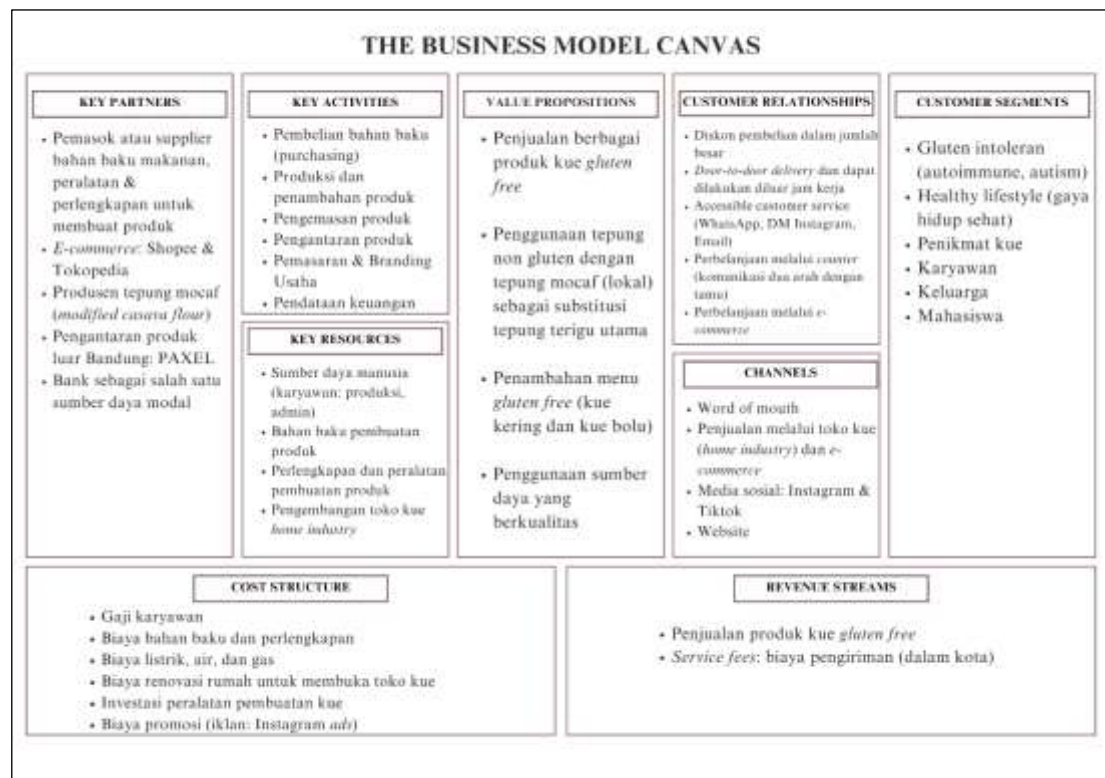 THE BUSINESS MODEL CANVAS
KEY PARTNERS
• Pemasok atau supplier
bahan baku makanan,
peralatan &
perlengkapan untuk
membuat produk
• E-commerce: Shopee &
Tokopedia
• Produsen tepung mocaf
(modified casava flour)
• Pengantaran produk
luar Bandung: PAXEL
• Bank sebagai salah satu
sumber daya modal
KEY ACTIVITIES
• Pembelian bahan baku
(purchasing)
• Produksi dan
penambahan produk
• Pengemasan produk
• Pengantaran produk
• Pemasaran & Branding
Usaha
• Pendataan keuangan
KEY RESOURCES
• Sumber daya manusia
(karyawan: produksi,
admin)
• Bahan baku pembuatan
produk
• Perlengkapan dan peralatan
pembuatan produk
• Pengembangan toko kue
home industry
VALUE PROPOSITIONS
• Penjualan berbagai
produk kue gluten
free
• Penggunaan tepung
non gluten dengan
tepung mocaf (lokal)
sebagai substitusi
tepung terigu utama
• Penambahan menu
gluten free (kue
kering dan kue bolu)
• Penggunaan sumber
daya yang
berkualitas
CUSTOMER RELATIONSHIPS
• Diskon pembelian dalam jumlah
besar
• Door-to-door delivery dan dapat
dilakukan diluar jam kerja
• Accessible customer service
(WhatsApp, DM Instagram,
Email)
• Perbelanjaan melalui counter
(komunikasi dua arah dengan
tamu)
• Perbelanjaan melalui e-
commerce
CHANNELS
• Word of mouth
• Penjualan melalui toko kue
(home industry) dan e-
commerce
• Media sosial: Instagram &
Tiktok
• Website
CUSTOMER SEGMENTS
• Gluten intoleran
(autoimmune, autism)
• Healthy lifestyle (gaya
hidup sehat)
• Penikmat kue
• Karyawan
• Keluarga
• Mahasiswa
COST STRUCTURE
• Gaji karyawan
• Biaya bahan baku dan perlengkapan
• Biaya listrik, air, dan gas
• Biaya renovasi rumah untuk membuka toko kue
• Investasi peralatan pembuatan kue
• Biaya promosi (iklan: Instagram ads)
REVENUE STREAMS
• Penjualan produk kue gluten free
• Service fees: biaya pengiriman (dalam kota)